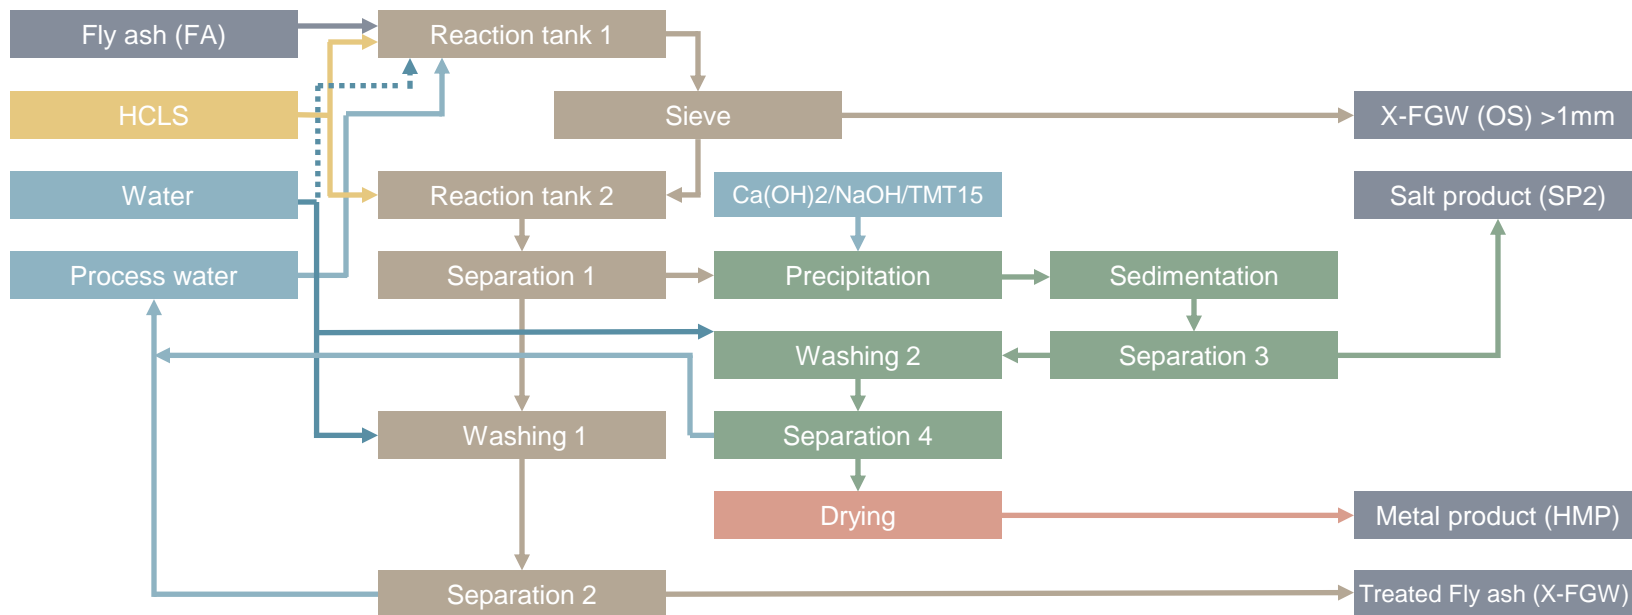 Fly ash (FA)
Reaction tank 1
HCLS
Sieve
X-FGW (OS) >1mm
Water
Reaction tank 2
Ca(OH)2/NaOH/TMT15
Salt product (SP2)
Process water
Separation 1
Precipitation
Sedimentation
Washing 2
Separation 3
Washing 1
Separation 4
Drying
Metal product (HMP)
Separation 2
Treated Fly ash (X-FGW)